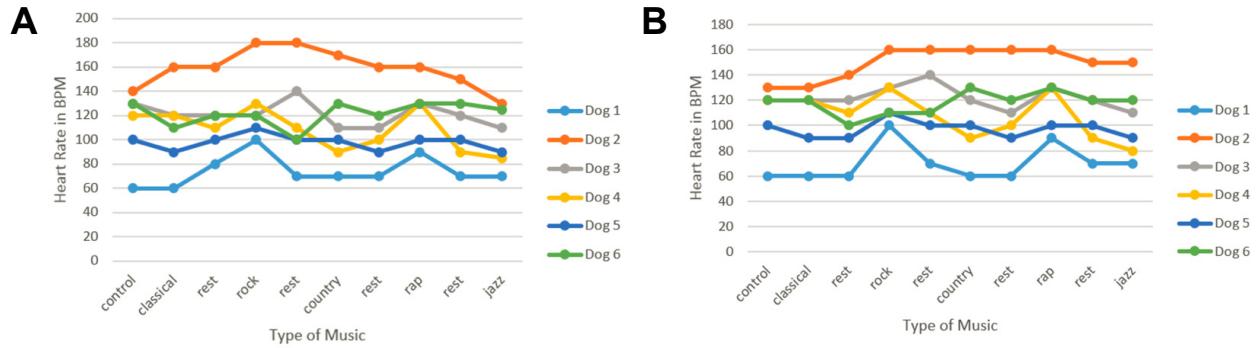 A
200
180
160
140
120
100
80
60
40
20
0
Heart Rate in BPM
control
classical
rest
rock
rest
country
rest
rap
rest
jazz
Type of Music
Dog 1
Dog 2
Dog 3
Dog 4
Dog 5
Dog 6
B
180
160
140
120
100
80
60
40
20
0
Heart Rate in BPM
control
classical
rest
rock
rest
country
rest
rap
rest
jazz
Type of Music
Dog 1
Dog 2
Dog 3
Dog 4
Dog 5
Dog 6